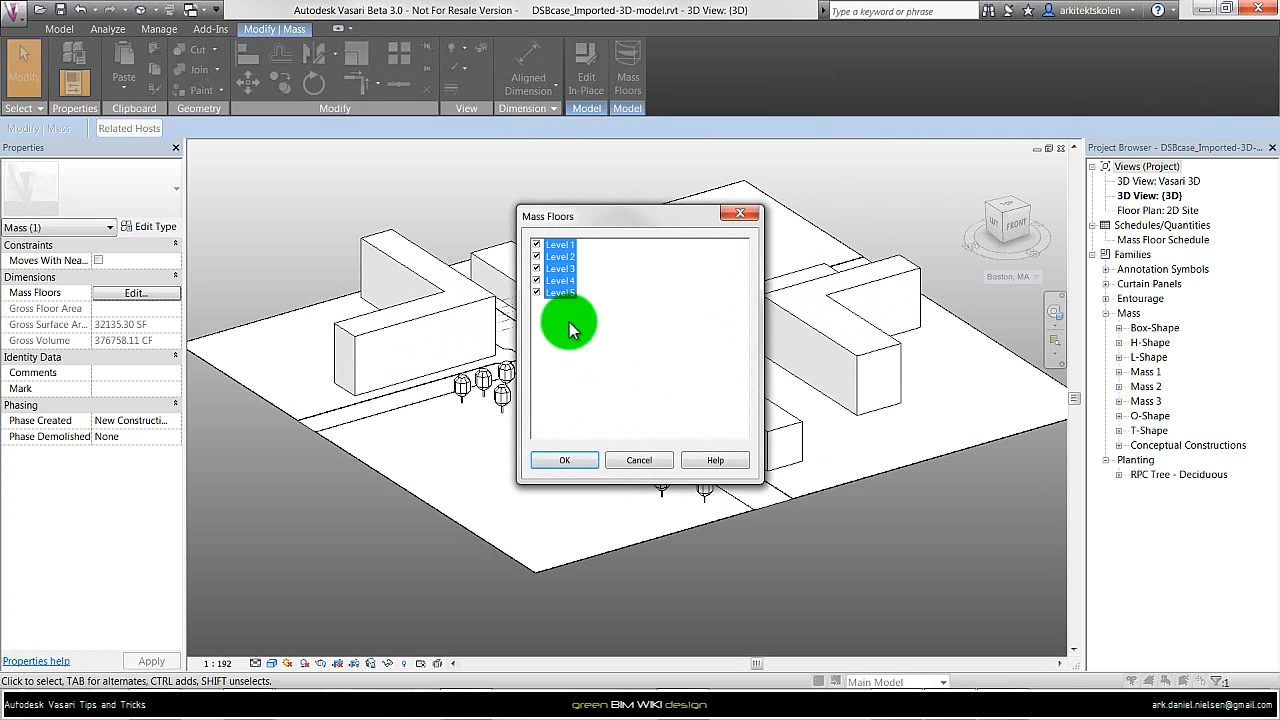 Autodesk Vasari Beta 3.0 - Not For Resale Version - DSBcase_Imported-3D-model.rvt - 3D View: {3D}
Type a keyword or phrase
arkitektskolen
Model Analyze Manage Add-Ins Modify | Mass
Modify
Paste
Cut
Join
Paint
Aligned
Dimension
Edit
In-Place
Mass
Floors
Select Properties Clipboard Geometry Modify View Dimension Model Model
Modify | Mass Related Hosts
Properties
Mass (1) Edit Type
Constraints
Moves With Nea...
Dimensions
Mass Floors Edit...
Gross Floor Area
Gross Surface Ar... 32135.30 SF
Gross Volume 376758.11 CF
Identity Data
Comments
Mark
Phasing
Phase Created New Constructi...
Phase Demolished None
Properties help Apply
Mass Floors
Level 1
Level 2
Level 3
Level 4
Level 5
OK Cancel Help
UP
FRONT
Boston, MA
Project Browser - DSBcase_Imported-3D-...
Views (Project)
3D View: Vasari 3D
3D View: {3D}
Floor Plan: 2D Site
Schedules/Quantities
Mass Floor Schedule
Families
Annotation Symbols
Curtain Panels
Entourage
Mass
Box-Shape
H-Shape
L-Shape
Mass 1
Mass 2
Mass 3
O-Shape
T-Shape
Conceptual Constructions
Planting
RPC Tree - Deciduous
1 : 192
Click to select, TAB for alternates, CTRL adds, SHIFT unselects.
Main Model
:1
Autodesk Vasari Tips and Tricks
green BIM WIKI design
ark.daniel.nielsen@gmail.com